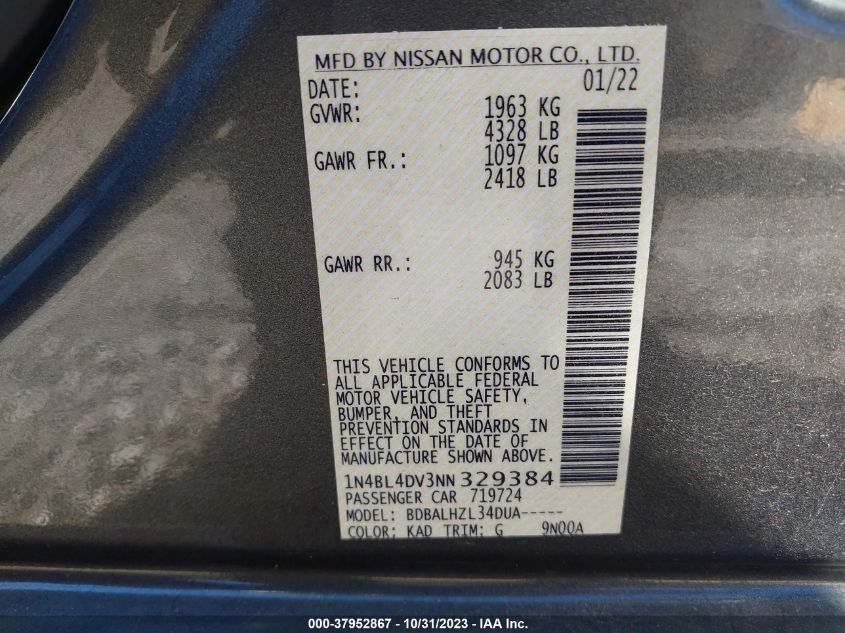 MFD BY NISSAN MOTOR CO., LTD.
DATE: 01/22
GVWR: 1963 KG
4328 LB
GAWR FR.: 1097 KG
2418 LB
GAWR RR.: 945 KG
2083 LB
THIS VEHICLE CONFORMS TO
ALL APPLICABLE FEDERAL
MOTOR VEHICLE SAFETY,
BUMPER, AND THEFT
PREVENTION STANDARDS IN
EFFECT ON THE DATE OF
MANUFACTURE SHOWN ABOVE.
1N4BL4DV3NN329384
PASSENGER CAR 719724
MODEL: BDBALHZL34DUA-----
COLOR: KAD TRIM: G 9N00A
000-37952867 - 10/31/2023 - IAA Inc.